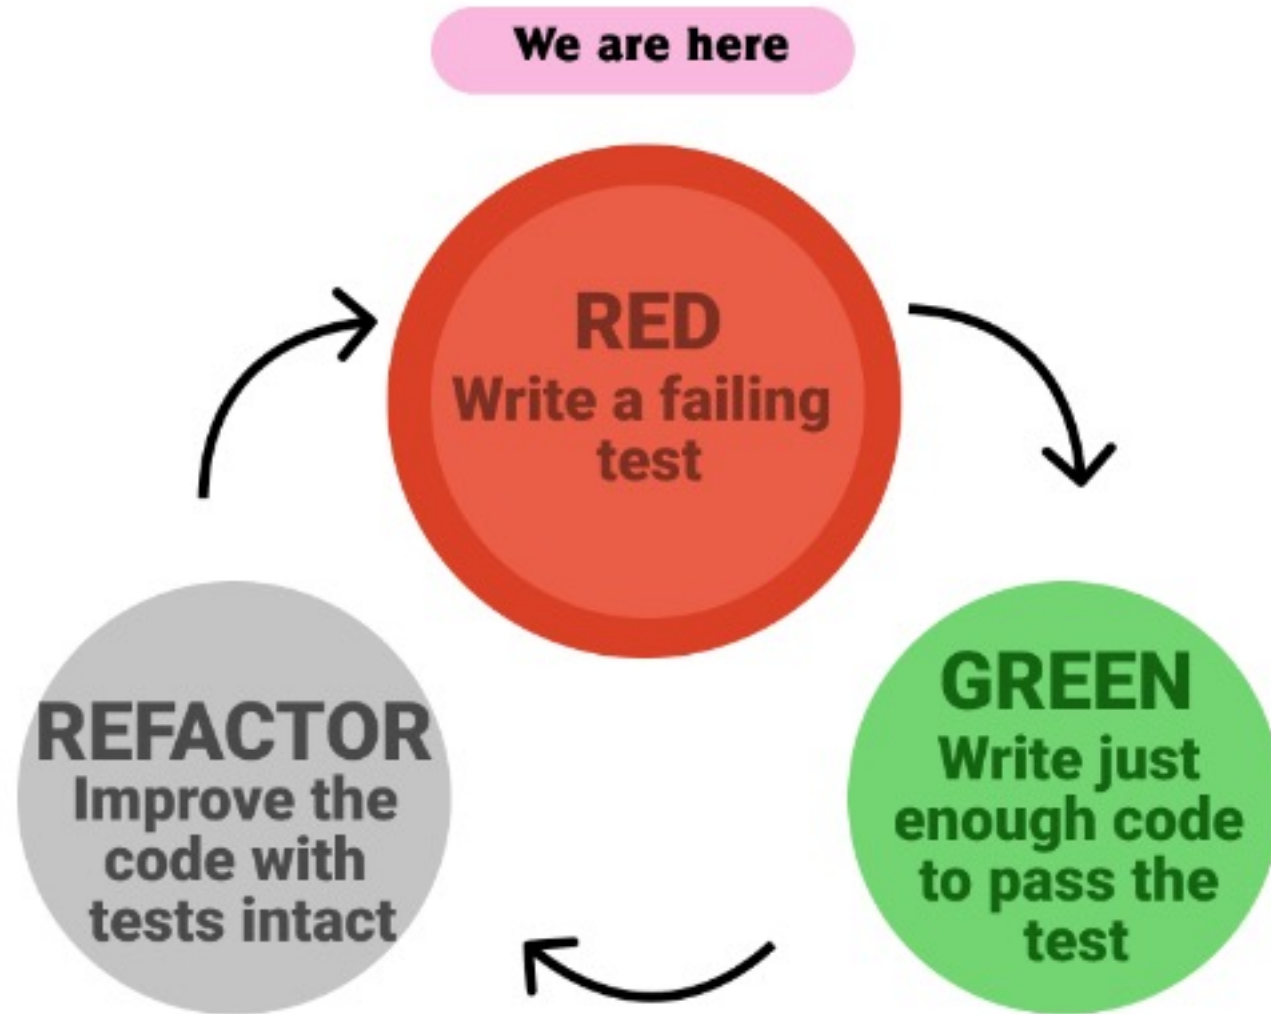 We are here
RED
Write a failing
test
GREEN
Write just
enough code
to pass the
test
REFACTOR
Improve the
code with
tests intact